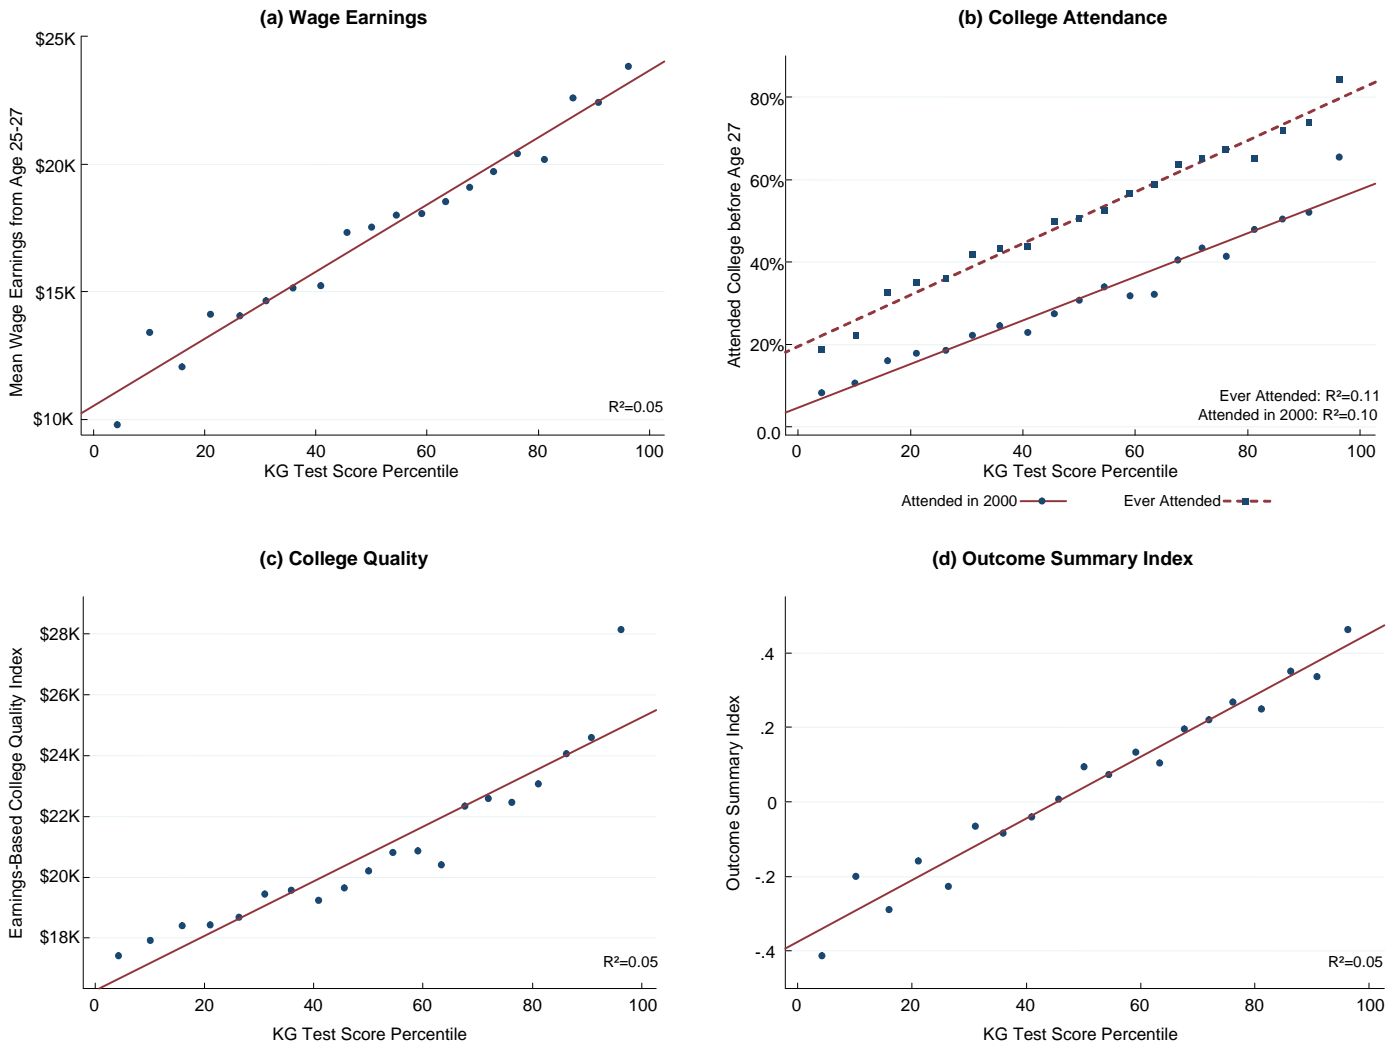 (a) Wage Earnings
Mean Wage Earnings from Age 25-27
$25K
$20K
$15K
$10K
R²=0.05
0 20 40 60 80 100
KG Test Score Percentile
(b) College Attendance
Attended College before Age 27
80%
60%
40%
20%
0.0
Ever Attended: R²=0.11
Attended in 2000: R²=0.10
0 20 40 60 80 100
KG Test Score Percentile
Attended in 2000 Ever Attended
(c) College Quality
Earnings-Based College Quality Index
$28K
$26K
$24K
$22K
$20K
$18K
R²=0.05
0 20 40 60 80 100
KG Test Score Percentile
(d) Outcome Summary Index
Outcome Summary Index
.4
.2
0
-.2
-.4
R²=0.05
0 20 40 60 80 100
KG Test Score Percentile